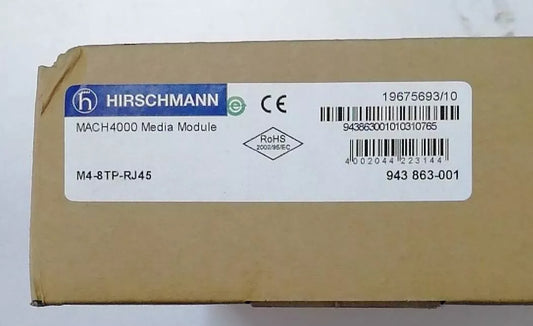 HIRSCHMANN
MACH4000 Media Module
M4-8TP-RJ45
CE
RoHS
2002/95/EC
19675693/10
943863001010310765
4 002044 223144
943 863-001